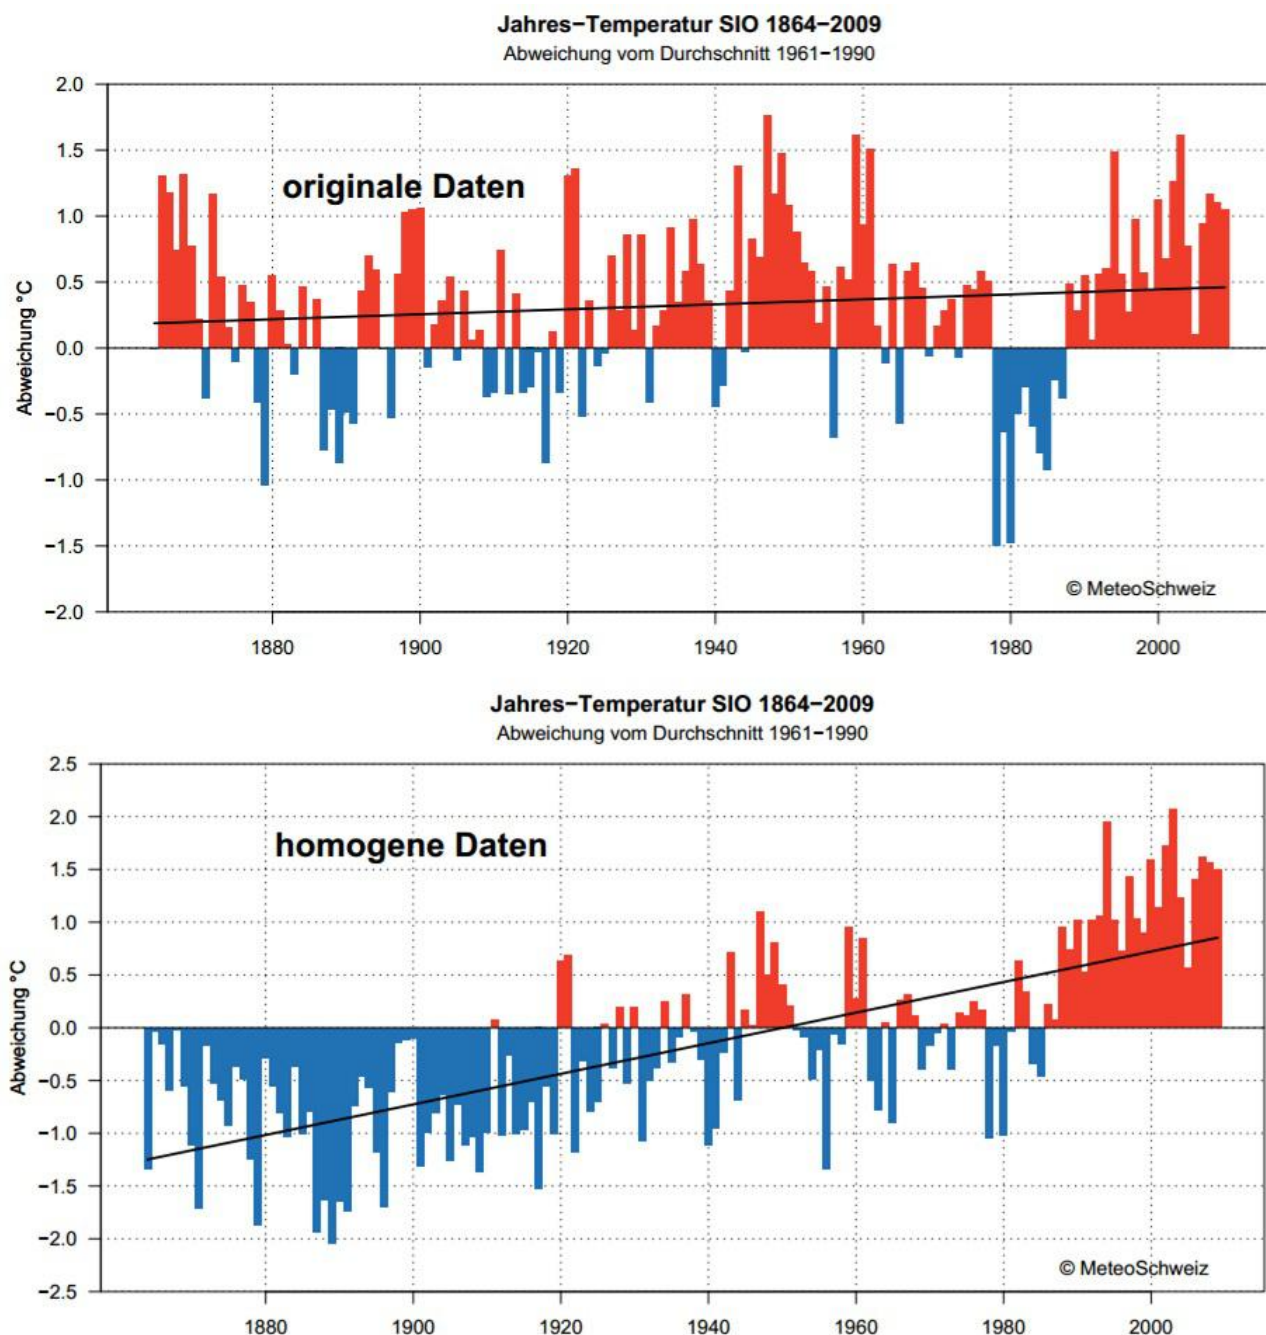 Jahres−Temperatur SIO 1864−2009
Abweichung vom Durchschnitt 1961−1990
2.0
1.5
originale Daten
1.0
0.5
0.0
−0.5
−1.0
−1.5
−2.0
Abweichung °C
© MeteoSchweiz
1880 1900 1920 1940 1960 1980 2000
Jahres−Temperatur SIO 1864−2009
Abweichung vom Durchschnitt 1961−1990
2.5
2.0
homogene Daten
1.5
1.0
0.5
0.0
−0.5
−1.0
−1.5
−2.0
−2.5
Abweichung °C
© MeteoSchweiz
1880 1900 1920 1940 1960 1980 2000